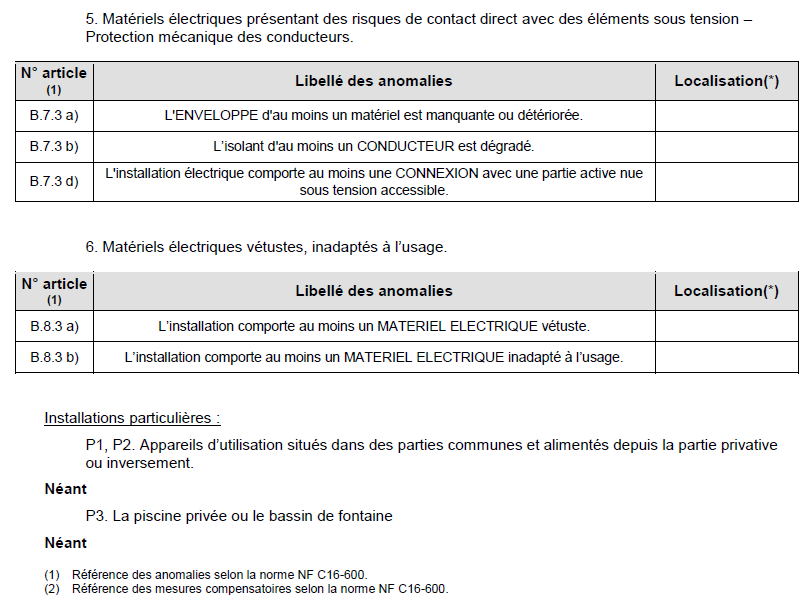 5. Matériels électriques présentant des risques de contact direct avec des éléments sous tension –
Protection mécanique des conducteurs.
N° article
(1)
Libellé des anomalies
Localisation(*)
B.7.3 a)
L'ENVELOPPE d'au moins un matériel est manquante ou détériorée.
B.7.3 b)
L’isolant d'au moins un CONDUCTEUR est dégradé.
B.7.3 d)
L'installation électrique comporte au moins une CONNEXION avec une partie active nue
sous tension accessible.
6. Matériels électriques vétustes, inadaptés à l’usage.
N° article
(1)
Libellé des anomalies
Localisation(*)
B.8.3 a)
L’installation comporte au moins un MATERIEL ELECTRIQUE vétuste.
B.8.3 b)
L’installation comporte au moins un MATERIEL ELECTRIQUE inadapté à l’usage.
Installations particulières :
P1, P2. Appareils d’utilisation situés dans des parties communes et alimentés depuis la partie privative
ou inversement.
Néant
P3. La piscine privée ou le bassin de fontaine
Néant
(1) Référence des anomalies selon la norme NF C16-600.
(2) Référence des mesures compensatoires selon la norme NF C16-600.